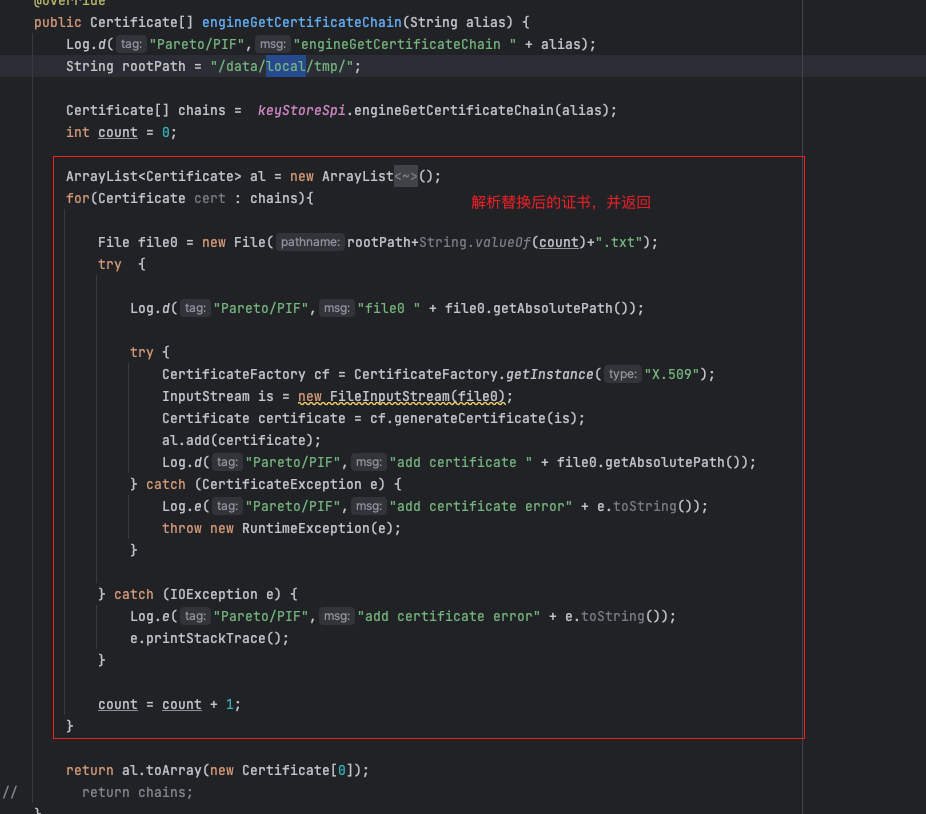 @Override
public Certificate[] engineGetCertificateChain(String alias) {
Log.d( tag: "Pareto/PIF", msg: "engineGetCertificateChain " + alias);
String rootPath = "/data/local/tmp/";
Certificate[] chains = keyStoreSpi.engineGetCertificateChain(alias);
int count = 0;
ArrayList<Certificate> al = new ArrayList<~>();
for(Certificate cert : chains){
解析替换后的证书，并返回
File file0 = new File( pathname: rootPath+String.valueOf(count)+".txt");
try {
Log.d( tag: "Pareto/PIF", msg: "file0 " + file0.getAbsolutePath());
try {
CertificateFactory cf = CertificateFactory.getInstance( type: "X.509");
InputStream is = new FileInputStream(file0);
Certificate certificate = cf.generateCertificate(is);
al.add(certificate);
Log.d( tag: "Pareto/PIF", msg: "add certificate " + file0.getAbsolutePath());
} catch (CertificateException e) {
Log.e( tag: "Pareto/PIF", msg: "add certificate error" + e.toString());
throw new RuntimeException(e);
}
} catch (IOException e) {
Log.e( tag: "Pareto/PIF", msg: "add certificate error" + e.toString());
e.printStackTrace();
}
count = count + 1;
}
return al.toArray(new Certificate[0]);
// return chains;
}